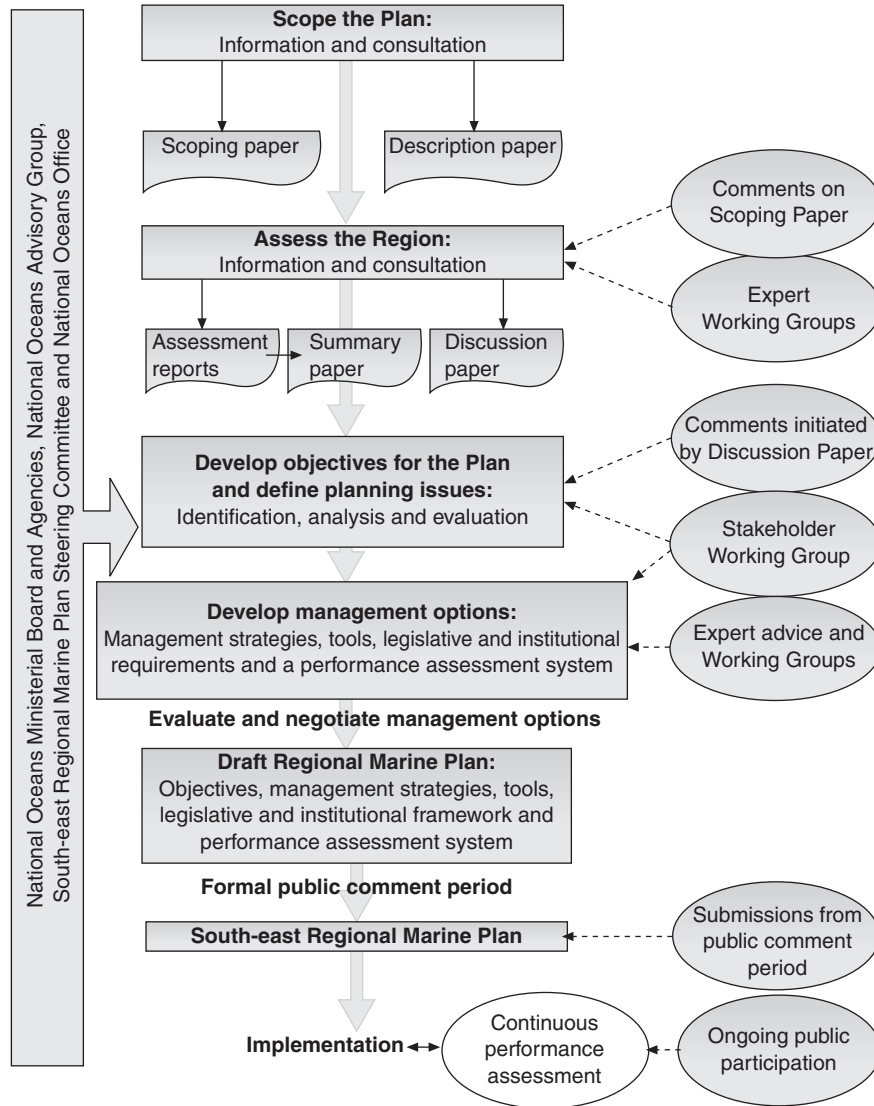 National Oceans Ministerial Board and Agencies, National Oceans Advisory Group,
South-east Regional Marine Plan Steering Committee and National Oceans Office
Scope the Plan:
Information and consultation
Scoping paper
Description paper
Comments on
Scoping Paper
Assess the Region:
Information and consultation
Expert
Working Groups
Assessment
reports
Summary
paper
Discussion
paper
Comments initiated
by Discussion Paper
Develop objectives for the Plan
and define planning issues:
Identification, analysis and evaluation
Stakeholder
Working Group
Develop management options:
Management strategies, tools, legislative and institutional
requirements and a performance assessment system
Expert advice and
Working Groups
Evaluate and negotiate management options
Draft Regional Marine Plan:
Objectives, management strategies, tools,
legislative and institutional framework and
performance assessment system
Formal public comment period
South-east Regional Marine Plan
Submissions from
public comment
period
Implementation
Continuous
performance
assessment
Ongoing public
participation